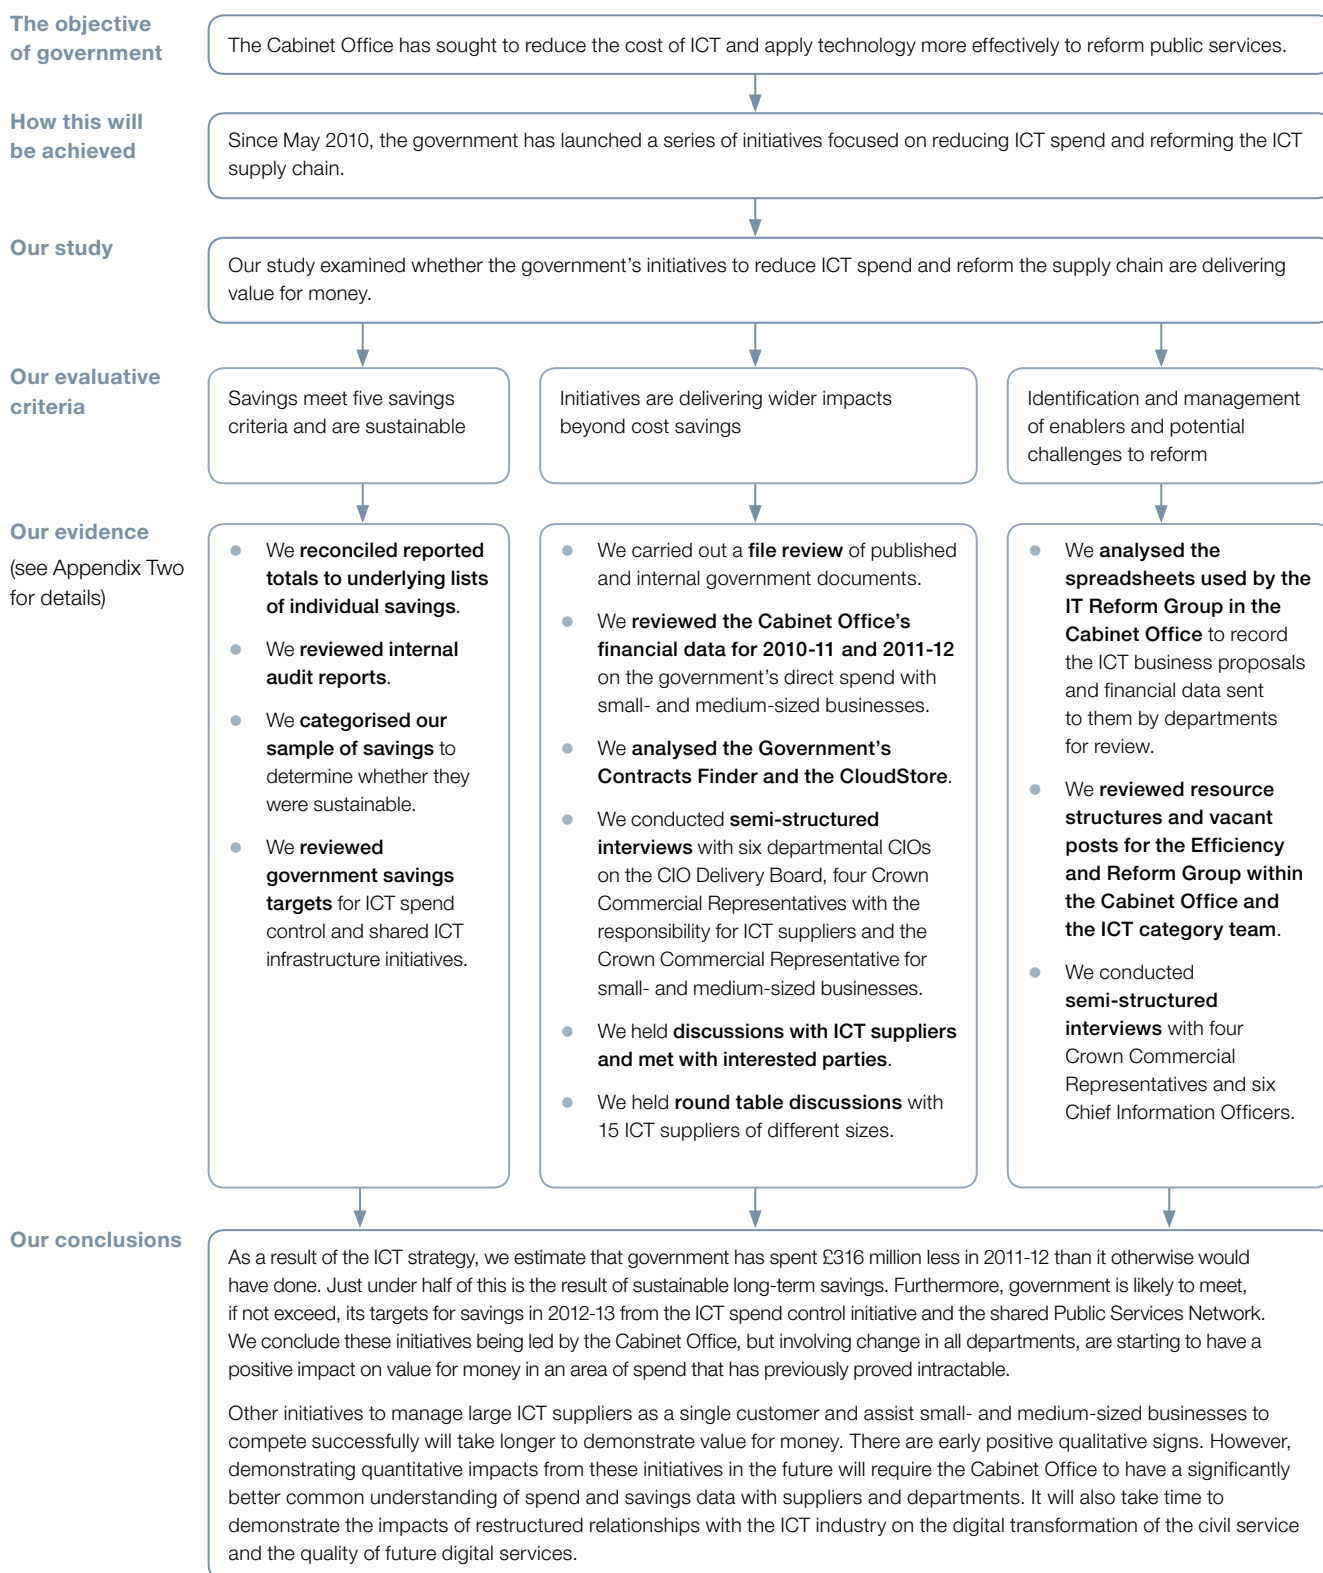 The objective
of government
The Cabinet Office has sought to reduce the cost of ICT and apply technology more effectively to reform public services.
How this will
be achieved
Since May 2010, the government has launched a series of initiatives focused on reducing ICT spend and reforming the ICT
supply chain.
Our study
Our study examined whether the government’s initiatives to reduce ICT spend and reform the supply chain are delivering
value for money.
Our evaluative
criteria
Savings meet five savings
criteria and are sustainable
Initiatives are delivering wider impacts
beyond cost savings
Identification and management
of enablers and potential
challenges to reform
Our evidence
(see Appendix Two
for details)
• We reconciled reported
totals to underlying lists
of individual savings.
• We reviewed internal
audit reports.
• We categorised our
sample of savings to
determine whether they
were sustainable.
• We reviewed
government savings
targets for ICT spend
control and shared ICT
infrastructure initiatives.
• We carried out a file review of published
and internal government documents.
• We reviewed the Cabinet Office’s
financial data for 2010-11 and 2011-12
on the government’s direct spend with
small- and medium-sized businesses.
• We analysed the Government’s
Contracts Finder and the CloudStore.
• We conducted semi-structured
interviews with six departmental CIOs
on the CIO Delivery Board, four Crown
Commercial Representatives with the
responsibility for ICT suppliers and the
Crown Commercial Representative for
small- and medium-sized businesses.
• We held discussions with ICT suppliers
and met with interested parties.
• We held round table discussions with
15 ICT suppliers of different sizes.
• We analysed the
spreadsheets used by the
IT Reform Group in the
Cabinet Office to record
the ICT business proposals
and financial data sent
to them by departments
for review.
• We reviewed resource
structures and vacant
posts for the Efficiency
and Reform Group within
the Cabinet Office and
the ICT category team.
• We conducted
semi-structured
interviews with four
Crown Commercial
Representatives and six
Chief Information Officers.
Our conclusions
As a result of the ICT strategy, we estimate that government has spent £316 million less in 2011-12 than it otherwise would
have done. Just under half of this is the result of sustainable long-term savings. Furthermore, government is likely to meet,
if not exceed, its targets for savings in 2012-13 from the ICT spend control initiative and the shared Public Services Network.
We conclude these initiatives being led by the Cabinet Office, but involving change in all departments, are starting to have a
positive impact on value for money in an area of spend that has previously proved intractable.
Other initiatives to manage large ICT suppliers as a single customer and assist small- and medium-sized businesses to
compete successfully will take longer to demonstrate value for money. There are early positive qualitative signs. However,
demonstrating quantitative impacts from these initiatives in the future will require the Cabinet Office to have a significantly
better common understanding of spend and savings data with suppliers and departments. It will also take time to
demonstrate the impacts of restructured relationships with the ICT industry on the digital transformation of the civil service
and the quality of future digital services.